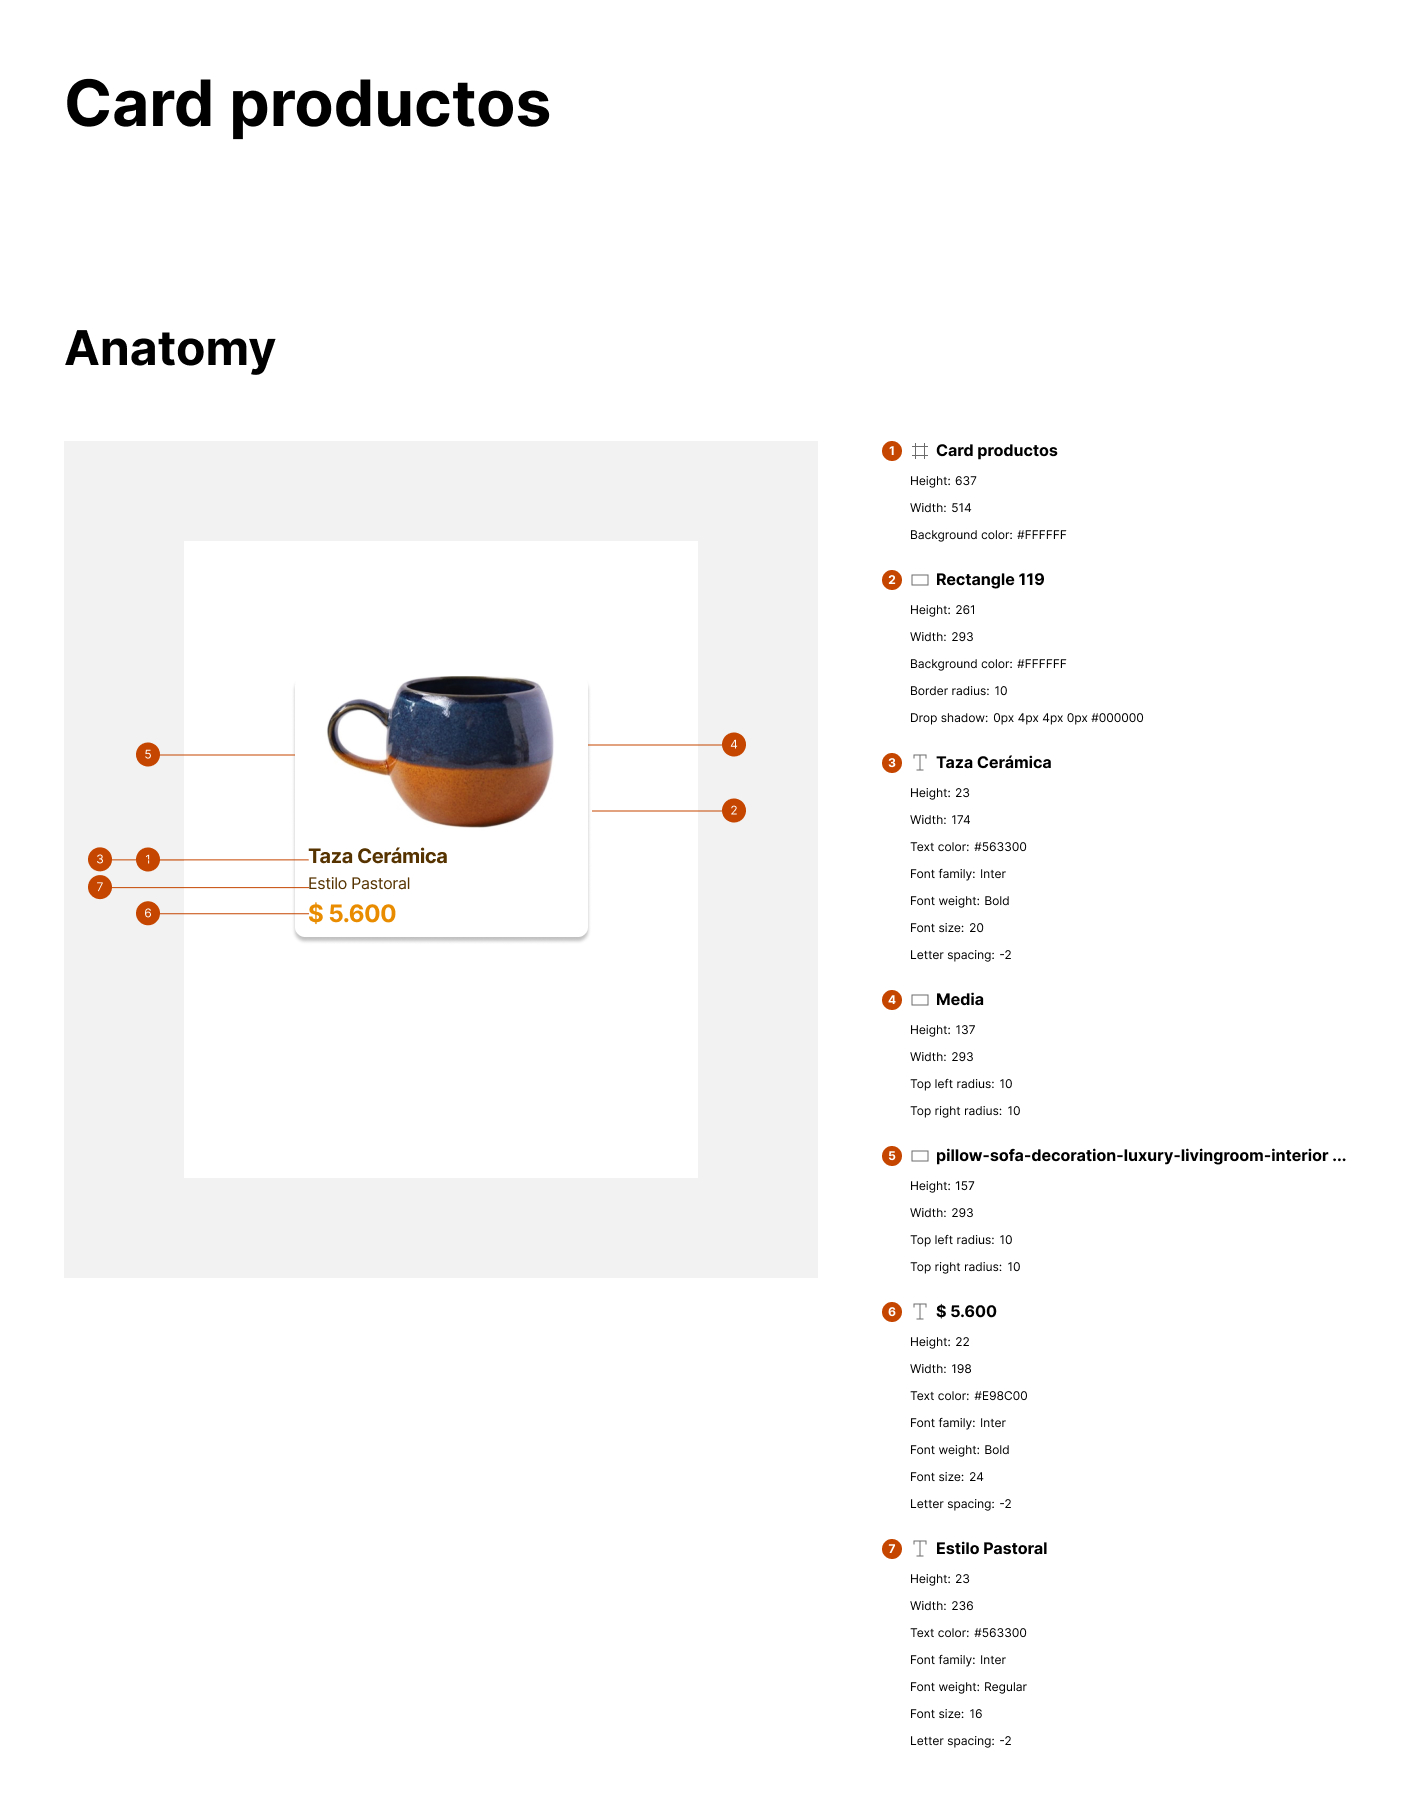 Card productos
Anatomy
5
4
2
3
1
7
6
Taza Cerámica
Estilo Pastoral
$ 5.600
1 Card productos
Height: 637
Width: 514
Background color: #FFFFFF
2 Rectangle 119
Height: 261
Width: 293
Background color: #FFFFFF
Border radius: 10
Drop shadow: 0px 4px 4px 0px #000000
3 Taza Cerámica
Height: 23
Width: 174
Text color: #563300
Font family: Inter
Font weight: Bold
Font size: 20
Letter spacing: -2
4 Media
Height: 137
Width: 293
Top left radius: 10
Top right radius: 10
5 pillow-sofa-decoration-luxury-livingroom-interior ...
Height: 157
Width: 293
Top left radius: 10
Top right radius: 10
6 $ 5.600
Height: 22
Width: 198
Text color: #E98C00
Font family: Inter
Font weight: Bold
Font size: 24
Letter spacing: -2
7 Estilo Pastoral
Height: 23
Width: 236
Text color: #563300
Font family: Inter
Font weight: Regular
Font size: 16
Letter spacing: -2